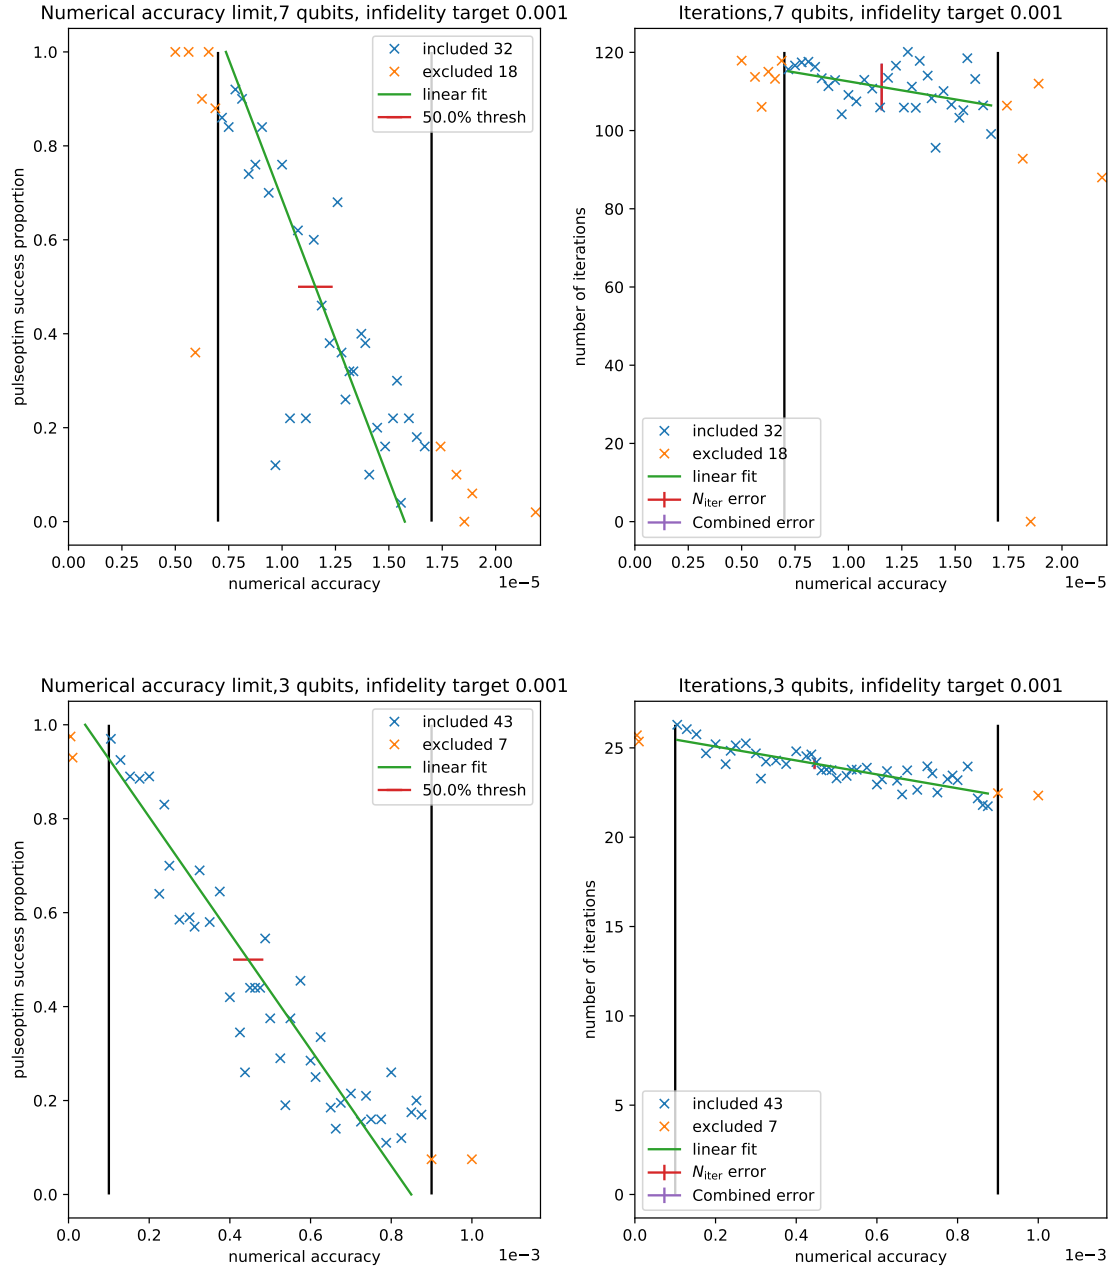 Numerical accuracy limit,7 qubits, infidelity target 0.001
1.0
0.8
0.6
0.4
0.2
0.0
pulseoptim success proportion
included 32
excluded 18
linear fit
50.0% thresh
0.00 0.25 0.50 0.75 1.00 1.25 1.50 1.75 2.00
numerical accuracy
1e−5
Iterations,7 qubits, infidelity target 0.001
120
100
80
60
40
20
0
number of iterations
included 32
excluded 18
linear fit
Niter error
Combined error
0.00 0.25 0.50 0.75 1.00 1.25 1.50 1.75 2.00
numerical accuracy
1e−5
Numerical accuracy limit,3 qubits, infidelity target 0.001
1.0
0.8
0.6
0.4
0.2
0.0
pulseoptim success proportion
included 43
excluded 7
linear fit
50.0% thresh
0.0 0.2 0.4 0.6 0.8 1.0
numerical accuracy
1e−3
Iterations,3 qubits, infidelity target 0.001
25
20
15
10
5
0
number of iterations
included 43
excluded 7
linear fit
Niter error
Combined error
0.0 0.2 0.4 0.6 0.8 1.0
numerical accuracy
1e−3